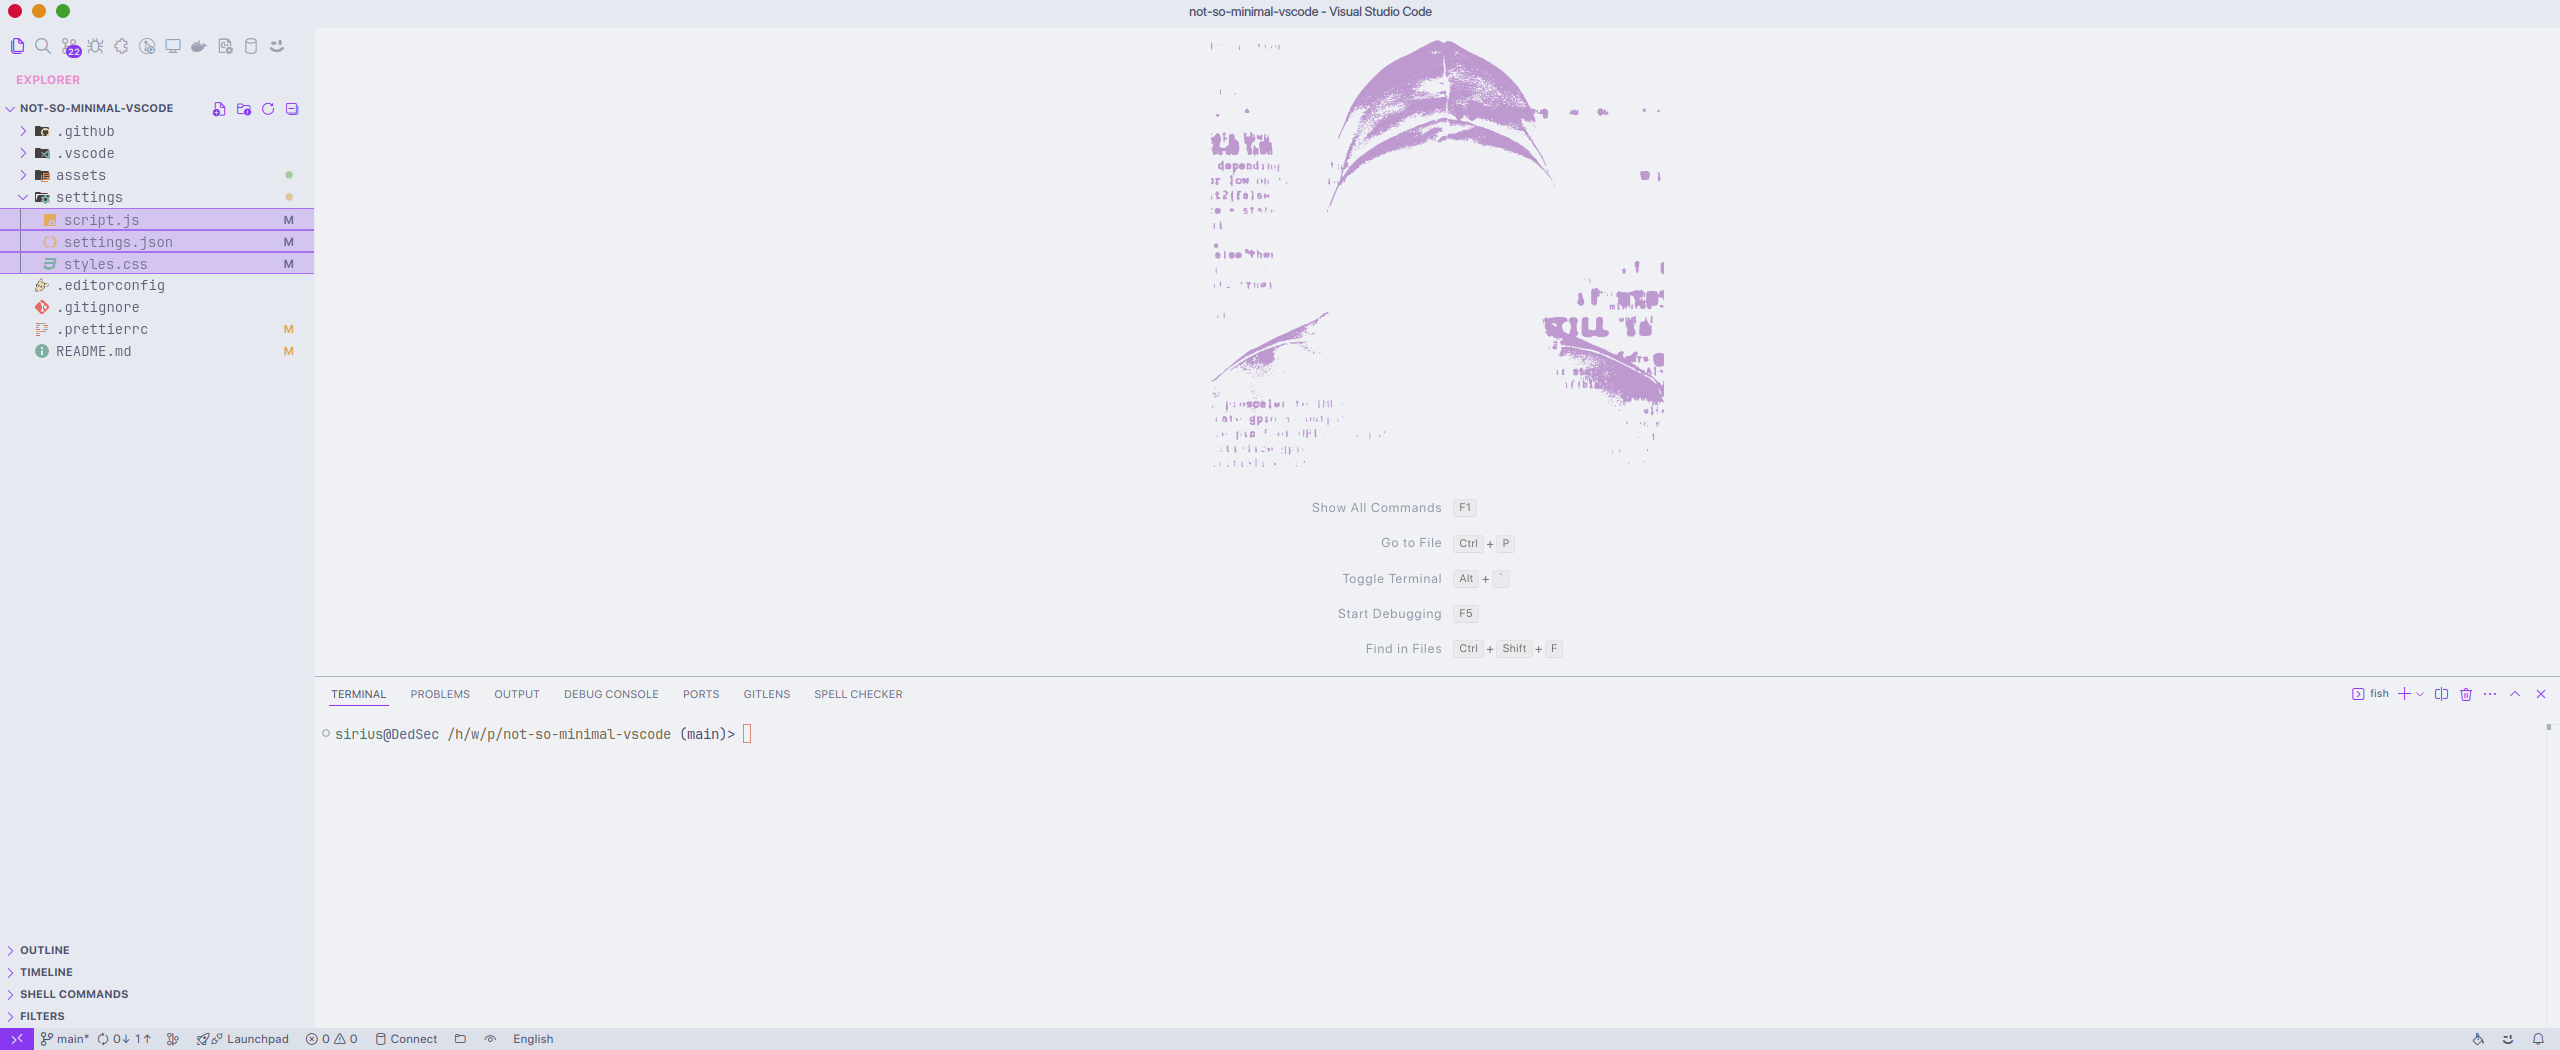 not-so-minimal-vscode - Visual Studio Code
22
EXPLORER
NOT-SO-MINIMAL-VSCODE
.github
.vscode
assets
settings
script.js M
settings.json M
styles.css M
.editorconfig
.gitignore
.prettierrc M
README.md M
OUTLINE
TIMELINE
SHELL COMMANDS
FILTERS
depending
Show All Commands F1
Go to File Ctrl + P
Toggle Terminal Alt + `
Start Debugging F5
Find in Files Ctrl + Shift + F
TERMINAL PROBLEMS OUTPUT DEBUG CONSOLE PORTS GITLENS SPELL CHECKER fish
sirius@DedSec /h/w/p/not-so-minimal-vscode (main)>
main* 0↓ 1↑ Launchpad 0 0 Connect English